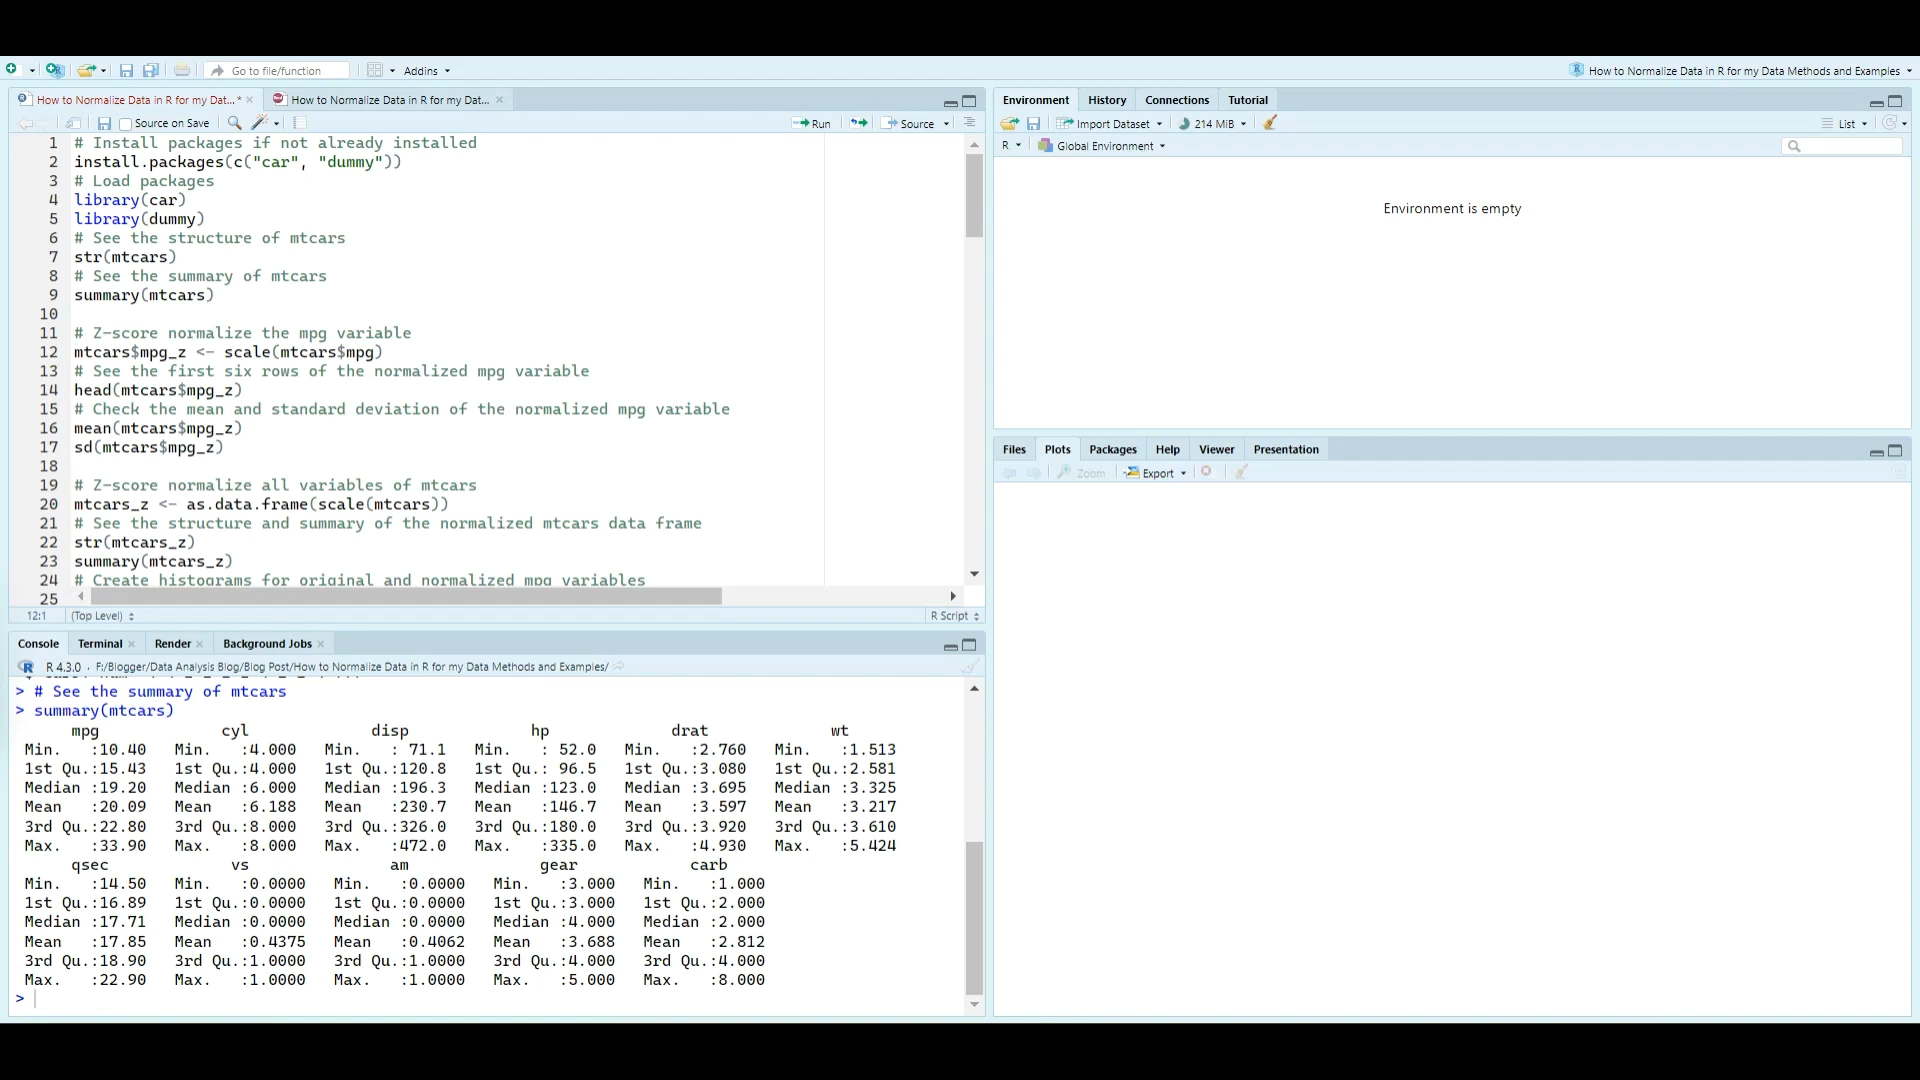 Go to file/function
Addins
How to Normalize Data in R for my Data Methods and Examples
How to Normalize Data in R for my Dat... *
How to Normalize Data in R for my Dat...
Source on Save
Run
Source
1 # Install packages if not already installed
2 install.packages(c("car", "dummy"))
3 # Load packages
4 library(car)
5 library(dummy)
6 # See the structure of mtcars
7 str(mtcars)
8 # See the summary of mtcars
9 summary(mtcars)
10
11 # Z-score normalize the mpg variable
12 mtcars$mpg_z <- scale(mtcars$mpg)
13 # See the first six rows of the normalized mpg variable
14 head(mtcars$mpg_z)
15 # Check the mean and standard deviation of the normalized mpg variable
16 mean(mtcars$mpg_z)
17 sd(mtcars$mpg_z)
18
19 # Z-score normalize all variables of mtcars
20 mtcars_z <- as.data.frame(scale(mtcars))
21 # See the structure and summary of the normalized mtcars data frame
22 str(mtcars_z)
23 summary(mtcars_z)
24 # Create histograms for original and normalized mpg variables
25
12:1 (Top Level) R Script
Console Terminal Render Background Jobs
R 4.3.0 · F:/Blogger/Data Analysis Blog/Blog Post/How to Normalize Data in R for my Data Methods and Examples/
> # See the summary of mtcars
> summary(mtcars)
mpg cyl disp hp drat wt
Min. :10.40 Min. :4.000 Min. : 71.1 Min. : 52.0 Min. :2.760 Min. :1.513
1st Qu.:15.43 1st Qu.:4.000 1st Qu.:120.8 1st Qu.: 96.5 1st Qu.:3.080 1st Qu.:2.581
Median :19.20 Median :6.000 Median :196.3 Median :123.0 Median :3.695 Median :3.325
Mean :20.09 Mean :6.188 Mean :230.7 Mean :146.7 Mean :3.597 Mean :3.217
3rd Qu.:22.80 3rd Qu.:8.000 3rd Qu.:326.0 3rd Qu.:180.0 3rd Qu.:3.920 3rd Qu.:3.610
Max. :33.90 Max. :8.000 Max. :472.0 Max. :335.0 Max. :4.930 Max. :5.424
qsec vs am gear carb
Min. :14.50 Min. :0.0000 Min. :0.0000 Min. :3.000 Min. :1.000
1st Qu.:16.89 1st Qu.:0.0000 1st Qu.:0.0000 1st Qu.:3.000 1st Qu.:2.000
Median :17.71 Median :0.0000 Median :0.0000 Median :4.000 Median :2.000
Mean :17.85 Mean :0.4375 Mean :0.4062 Mean :3.688 Mean :2.812
3rd Qu.:18.90 3rd Qu.:1.0000 3rd Qu.:1.0000 3rd Qu.:4.000 3rd Qu.:4.000
Max. :22.90 Max. :1.0000 Max. :1.0000 Max. :5.000 Max. :8.000
>
Environment History Connections Tutorial
Import Dataset 214 MiB List
R Global Environment
Environment is empty
Files Plots Packages Help Viewer Presentation
Zoom Export